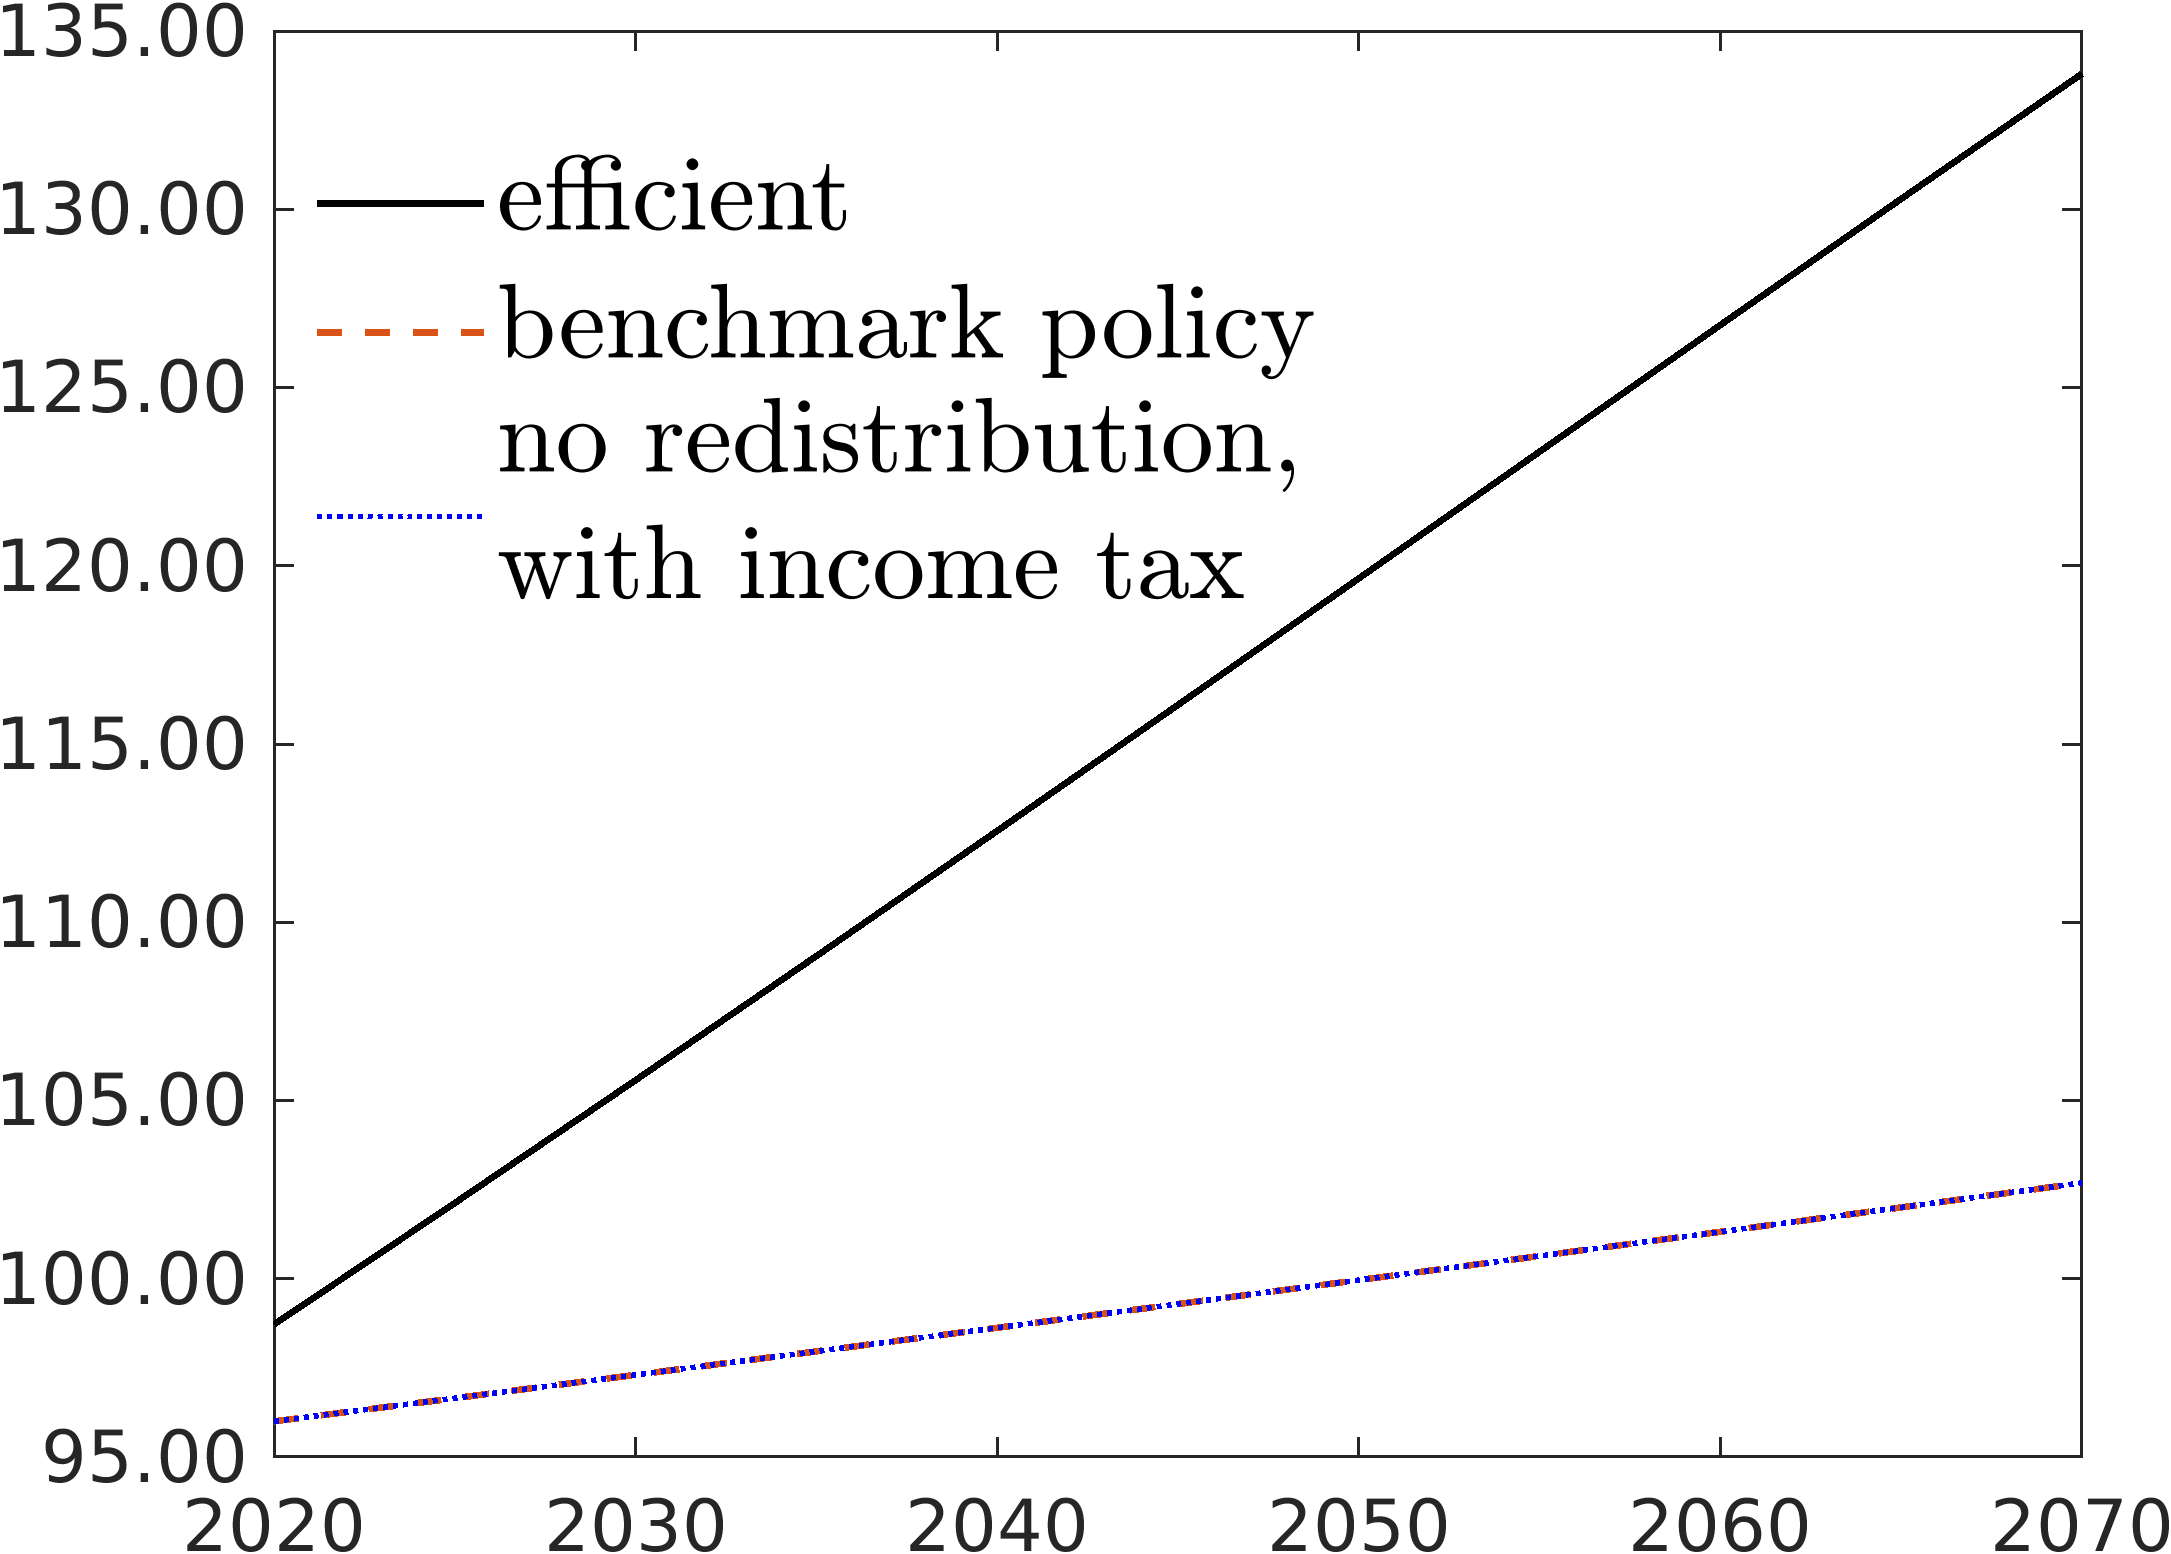 135.00
130.00
125.00
120.00
115.00
110.00
105.00
100.00
95.00
efficient
benchmark policy
no redistribution,
with income tax
2020 2030 2040 2050 2060 2070